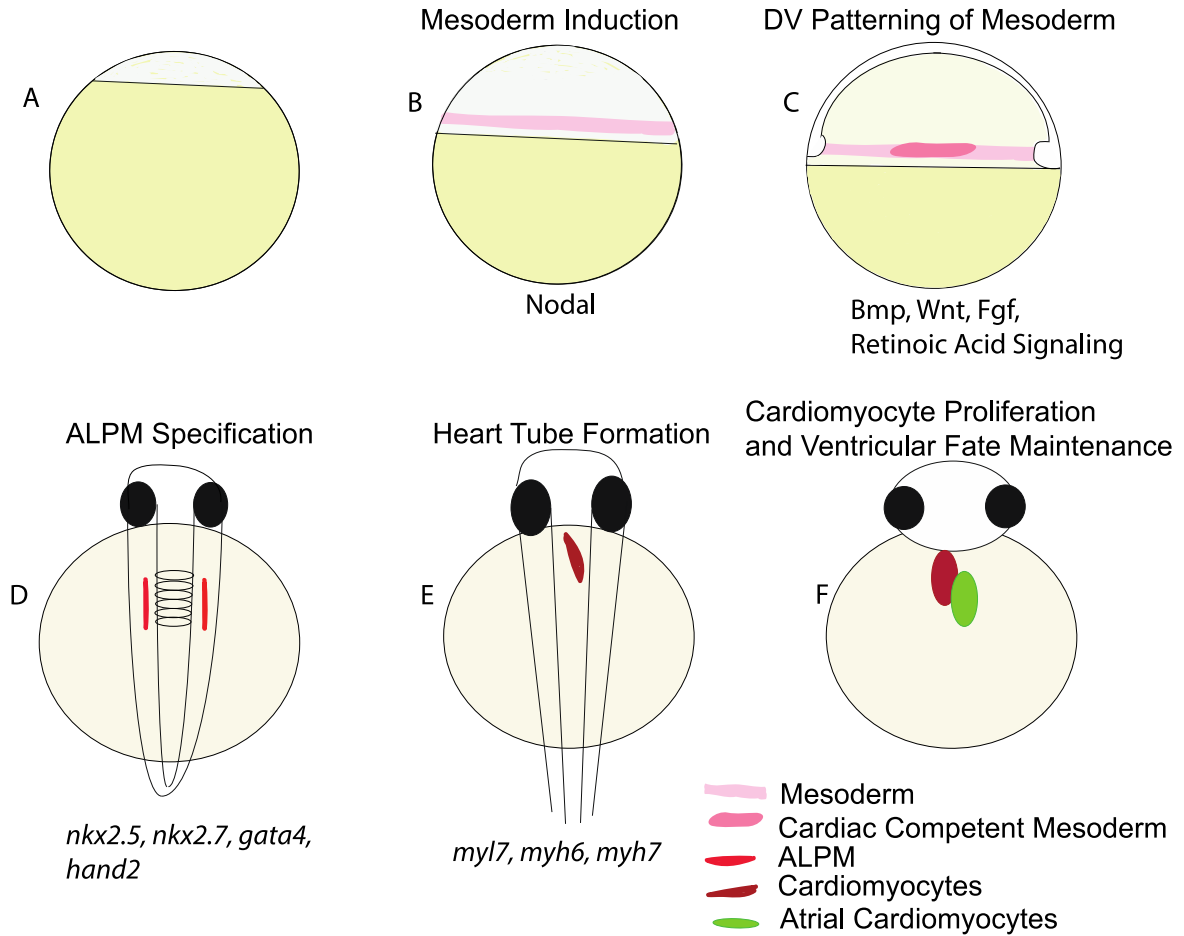 Mesoderm Induction
DV Patterning of Mesoderm
A
B
C
Nodal
Bmp, Wnt, Fgf,
Retinoic Acid Signaling
ALPM Specification
Heart Tube Formation
Cardiomyocyte Proliferation
and Ventricular Fate Maintenance
D
E
F
nkx2.5, nkx2.7, gata4,
hand2
myl7, myh6, myh7
Mesoderm
Cardiac Competent Mesoderm
ALPM
Cardiomyocytes
Atrial Cardiomyocytes